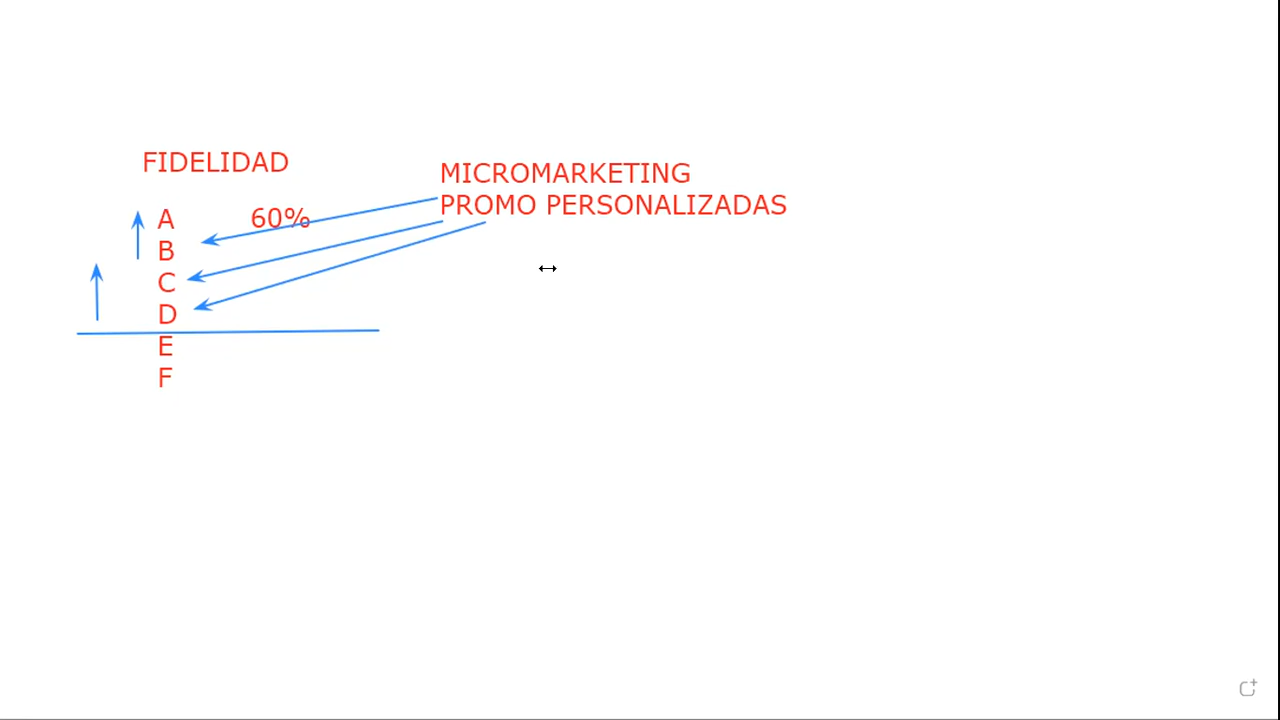 FIDELIDAD
MICROMARKETING
PROMO PERSONALIZADAS
A 60%
B
C
D
E
F